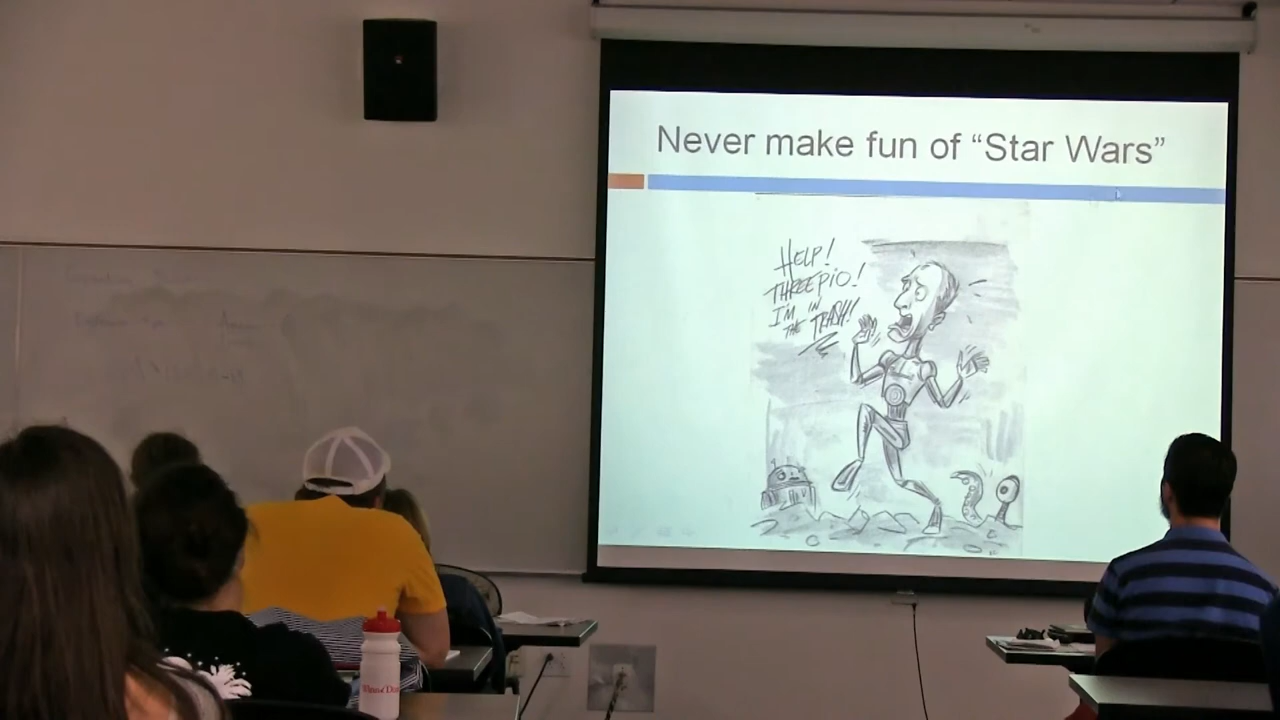 Never make fun of “Star Wars”
HELP!
THREEPIO!
I'M IN
THE TRASH!!